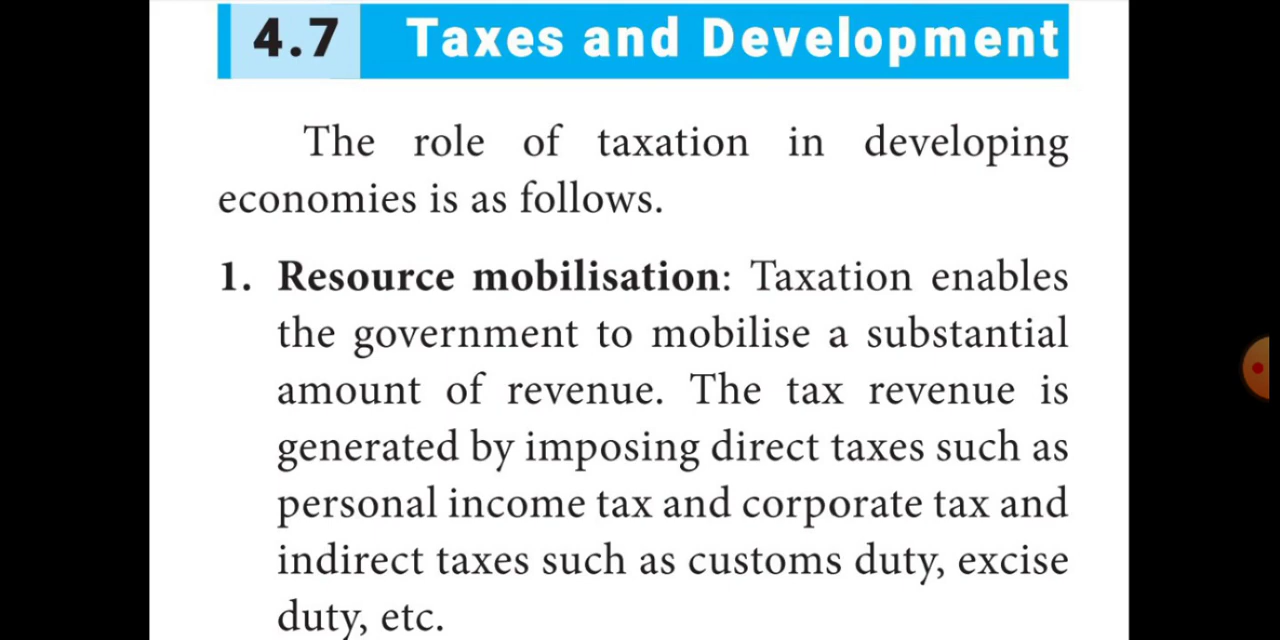 4.7 Taxes and Development
The role of taxation in developing
economies is as follows.
1. Resource mobilisation: Taxation enables
the government to mobilise a substantial
amount of revenue. The tax revenue is
generated by imposing direct taxes such as
personal income tax and corporate tax and
indirect taxes such as customs duty, excise
duty, etc.